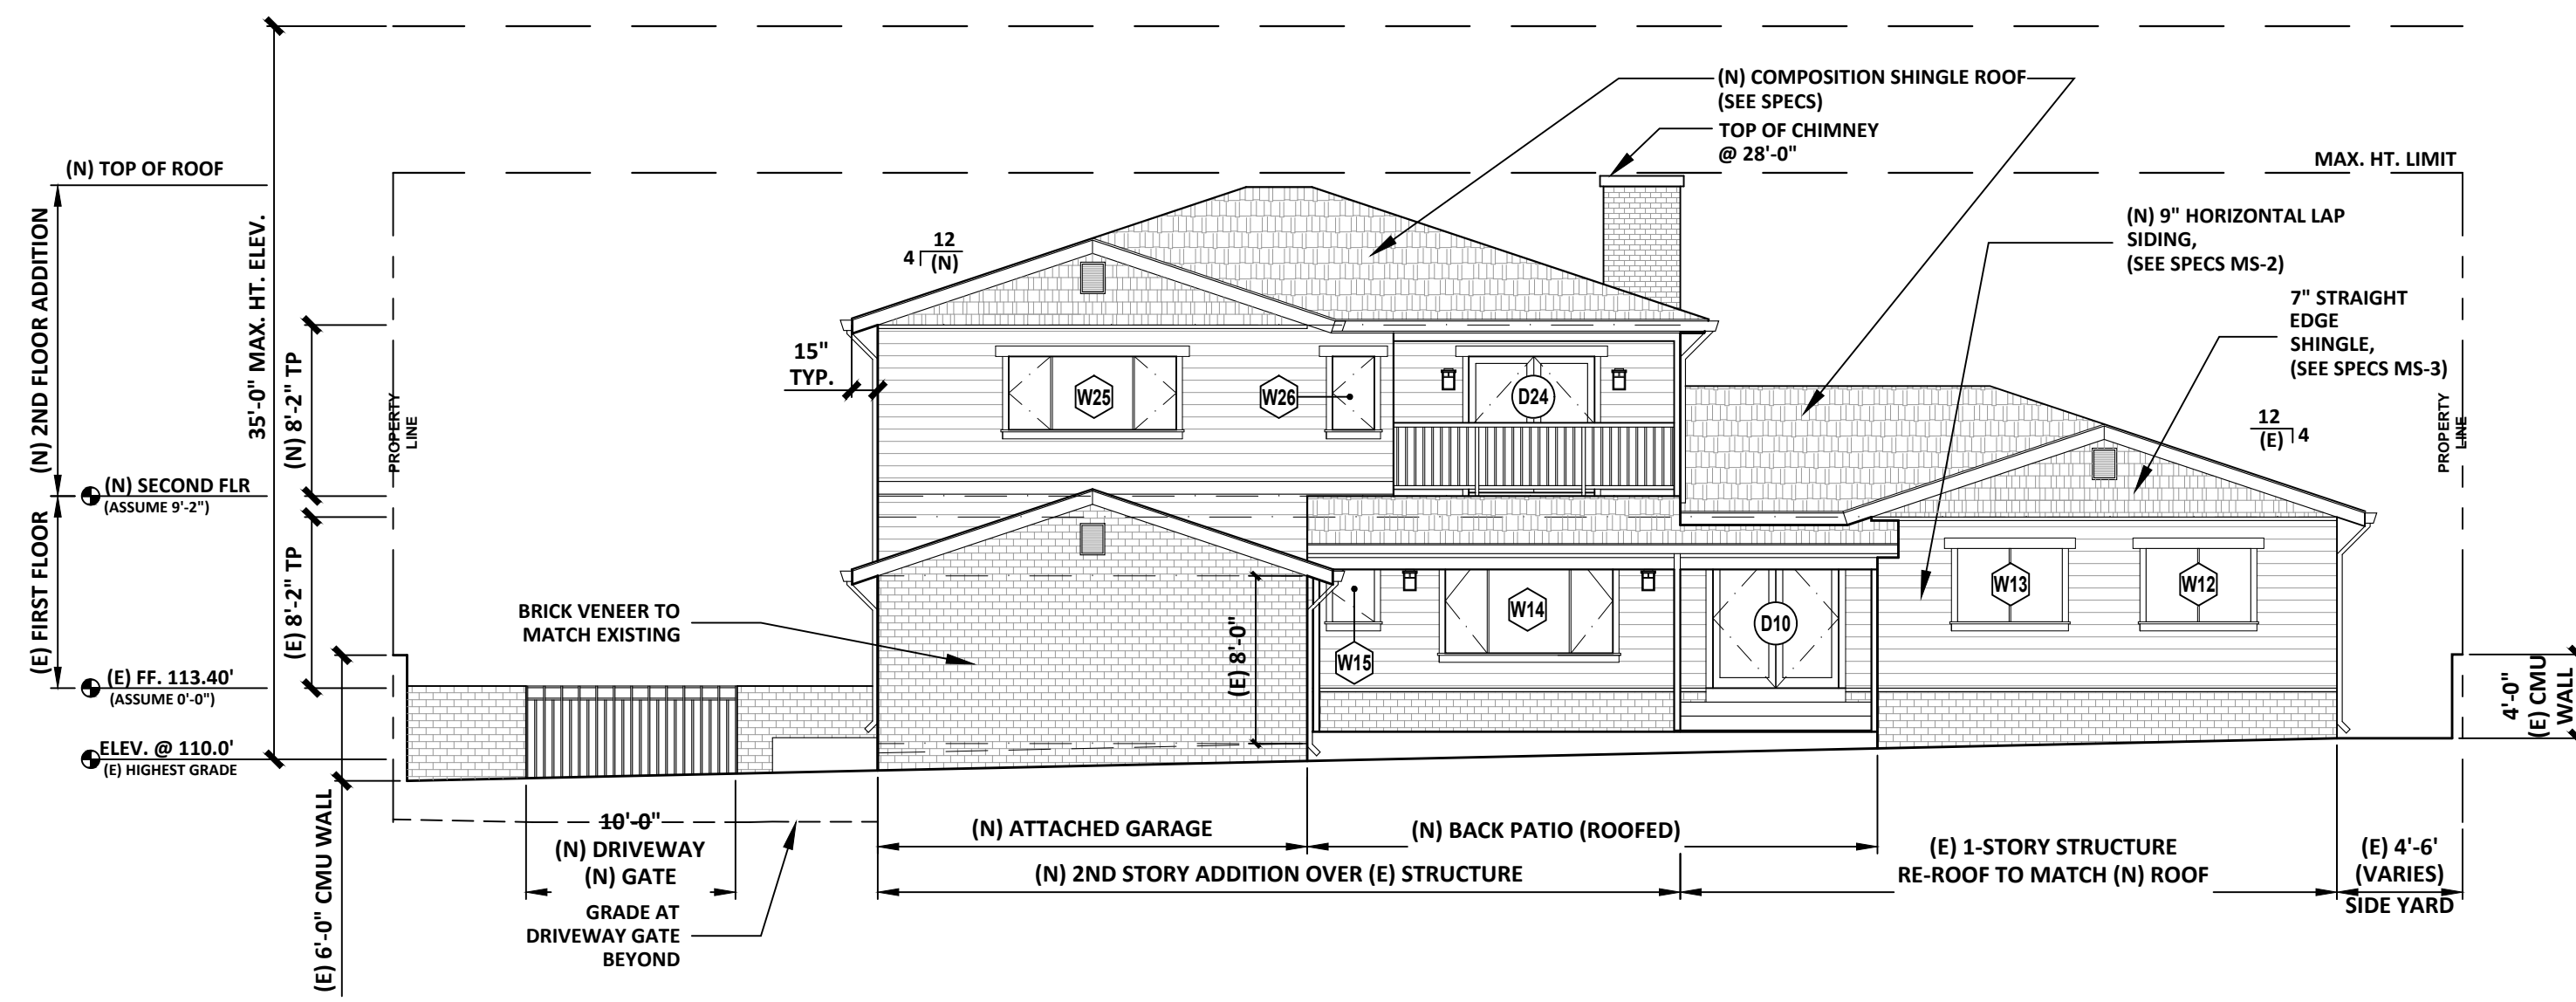 (N) COMPOSITION SHINGLE ROOF
(SEE SPECS)
TOP OF CHIMNEY
@ 28'-0"
MAX. HT. LIMIT
(N) TOP OF ROOF
(N) 9" HORIZONTAL LAP
SIDING,
(SEE SPECS MS-2)
7" STRAIGHT
EDGE
SHINGLE,
(SEE SPECS MS-3)
(N) 2ND FLOOR ADDITION
35'-0" MAX. HT. ELEV.
(N) 8'-2" TP
12
4
(N)
15"
TYP.
PROPERTY
LINE
W25
W26
D24
12
(E)
4
PROPERTY
LINE
(N) SECOND FLR
(ASSUME 9'-2")
(E) FIRST FLOOR
(E) 8'-2" TP
BRICK VENEER TO
MATCH EXISTING
(E) 8'-0"
W15
W14
D10
W13
W12
(E) FF. 113.40'
(ASSUME 0'-0")
ELEV. @ 110.0'
(E) HIGHEST GRADE
4'-0"
(E) CMU
WALL
(E) 6'-0" CMU WALL
10'-0"
(N) DRIVEWAY
(N) GATE
GRADE AT
DRIVEWAY GATE
BEYOND
(N) ATTACHED GARAGE
(N) BACK PATIO (ROOFED)
(N) 2ND STORY ADDITION OVER (E) STRUCTURE
(E) 1-STORY STRUCTURE
RE-ROOF TO MATCH (N) ROOF
(E) 4'-6'
(VARIES)
SIDE YARD